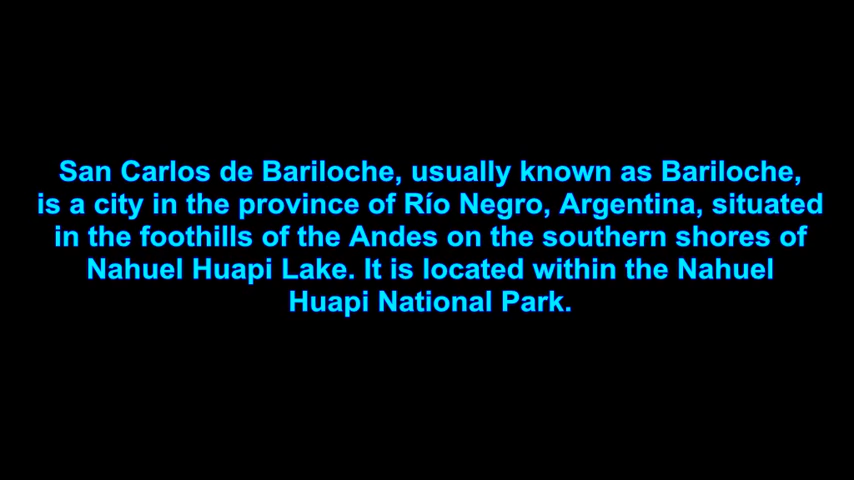 San Carlos de Bariloche, usually known as Bariloche,
is a city in the province of Río Negro, Argentina, situated
in the foothills of the Andes on the southern shores of
Nahuel Huapi Lake. It is located within the Nahuel
Huapi National Park.